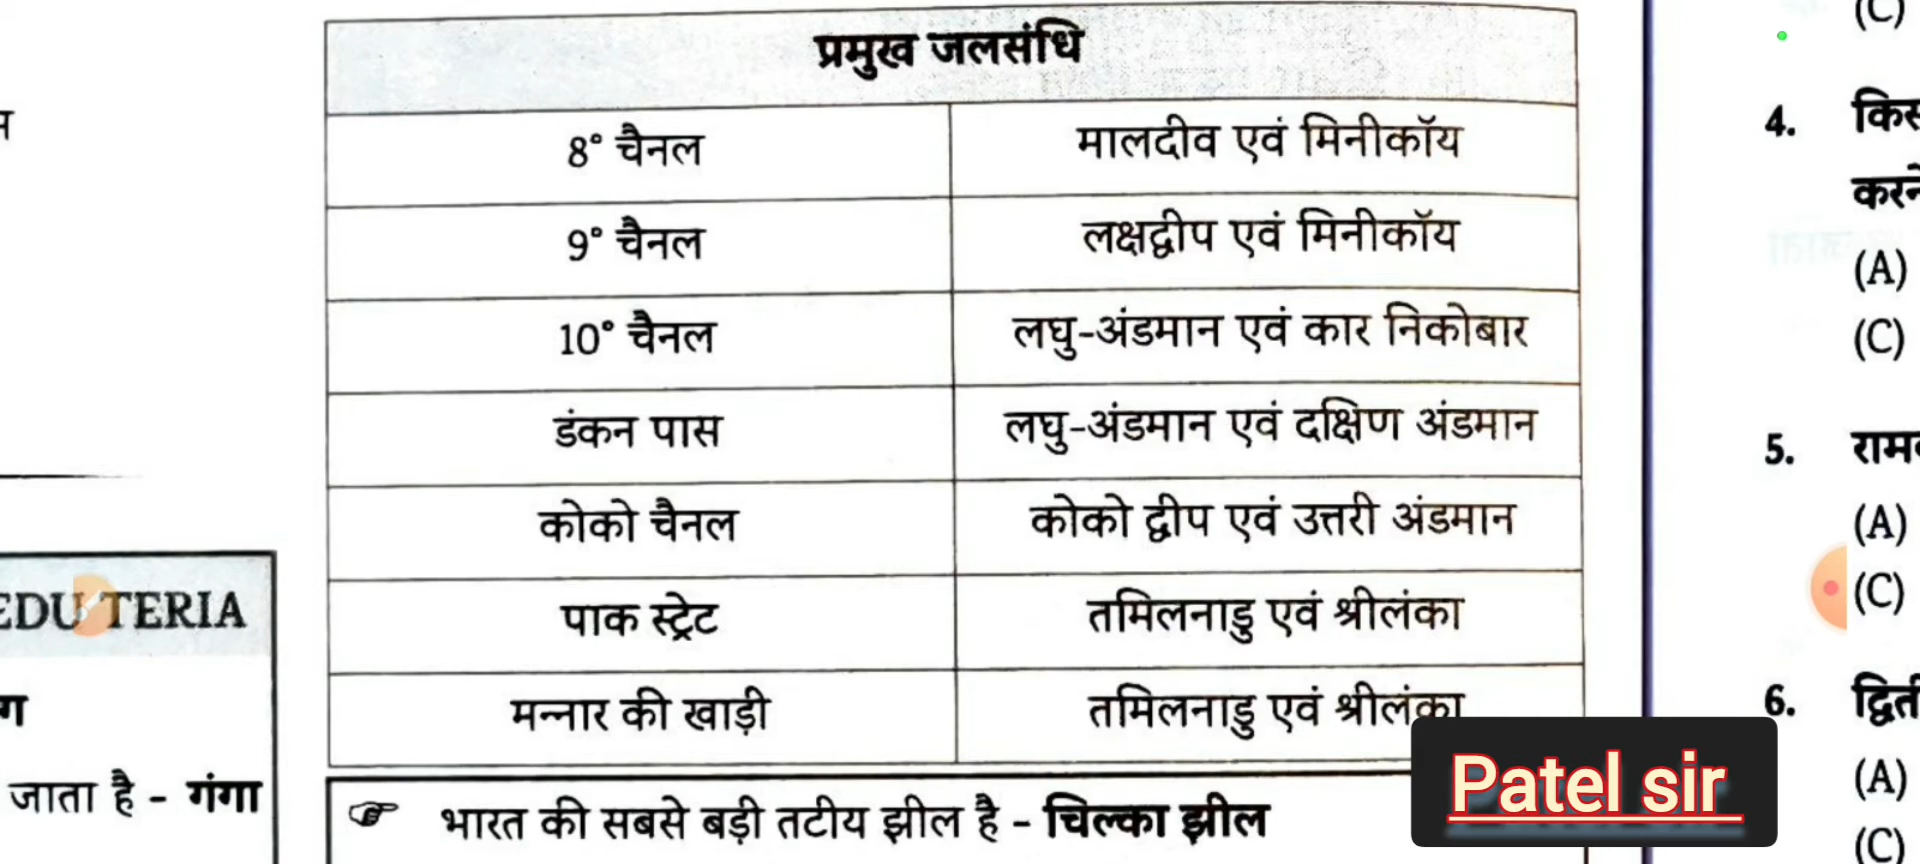 प्रमुख जलसंधि
8° चैनल मालदीव एवं मिनीकॉय
9° चैनल लक्षद्वीप एवं मिनीकॉय
10° चैनल लघु-अंडमान एवं कार निकोबार
डंकन पास लघु-अंडमान एवं दक्षिण अंडमान
कोको चैनल कोको द्वीप एवं उत्तरी अंडमान
पाक स्ट्रेट तमिलनाडु एवं श्रीलंका
मन्नार की खाड़ी तमिलनाडु एवं श्रीलंका
☞ भारत की सबसे बड़ी तटीय झील है - चिल्का झील
EDU TERIA
जाता है - गंगा
(C)
4.
(A)
(C)
5.
(A)
(C)
6.
(A)
(C)
Patel sir